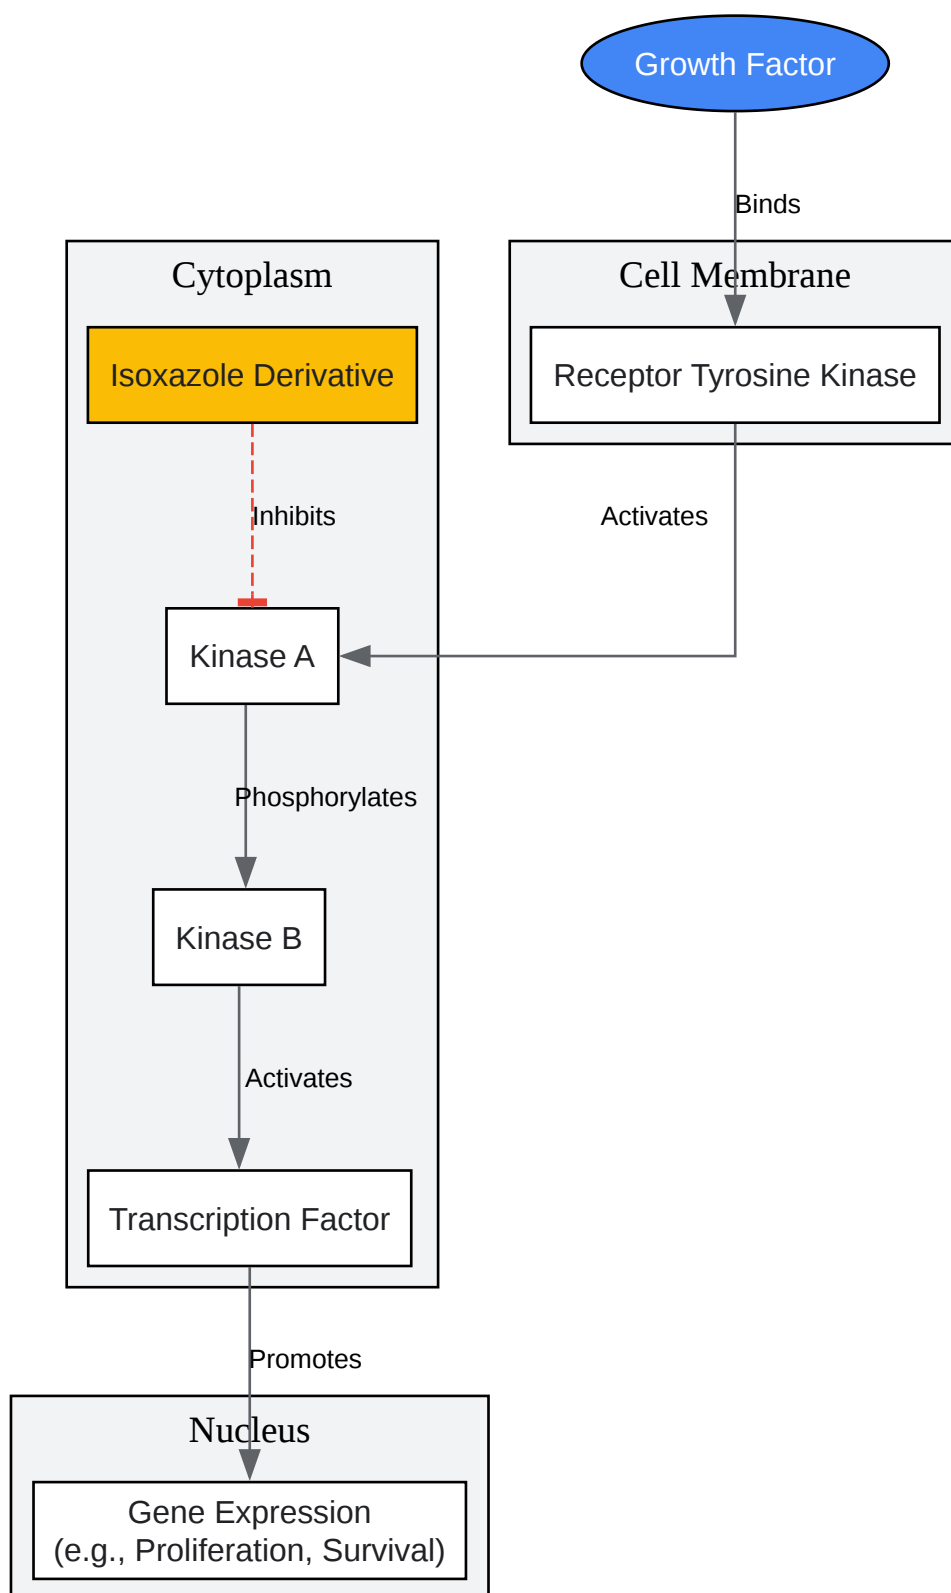 Growth Factor
Binds
Cytoplasm
Cell Membrane
Isoxazole Derivative
Receptor Tyrosine Kinase
Inhibits
Activates
Kinase A
Phosphorylates
Kinase B
Activates
Transcription Factor
Promotes
Nucleus
Gene Expression
(e.g., Proliferation, Survival)